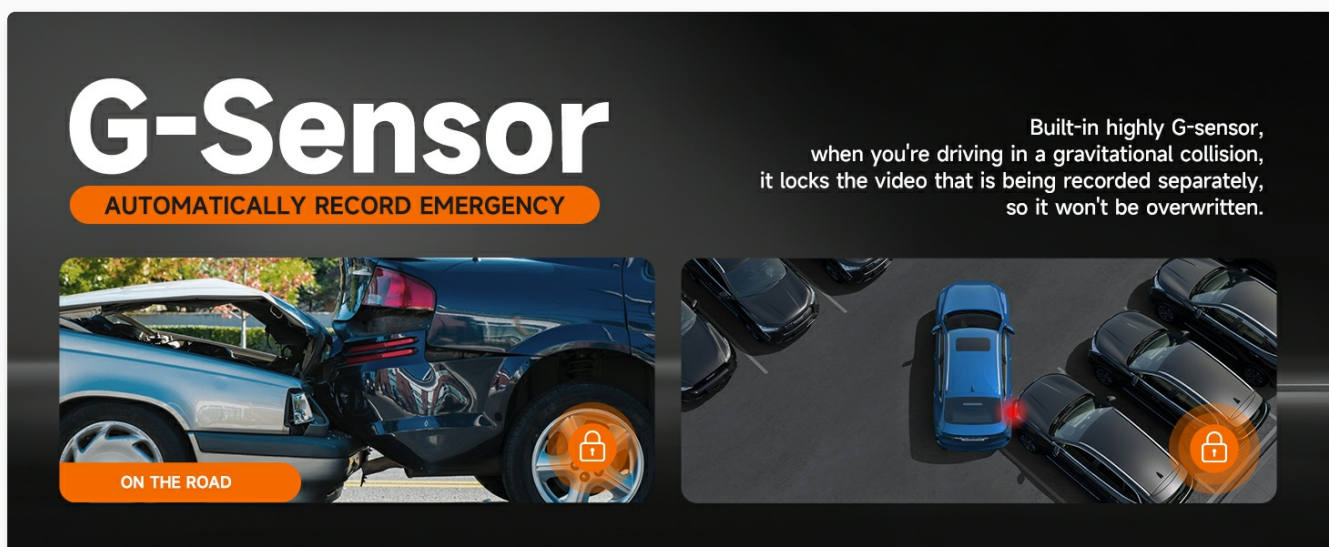 G-Sensor
AUTOMATICALLY RECORD EMERGENCY
Built-in highly G-sensor,
when you're driving in a gravitational collision,
it locks the video that is being recorded separately,
so it won't be overwritten.
ON THE ROAD